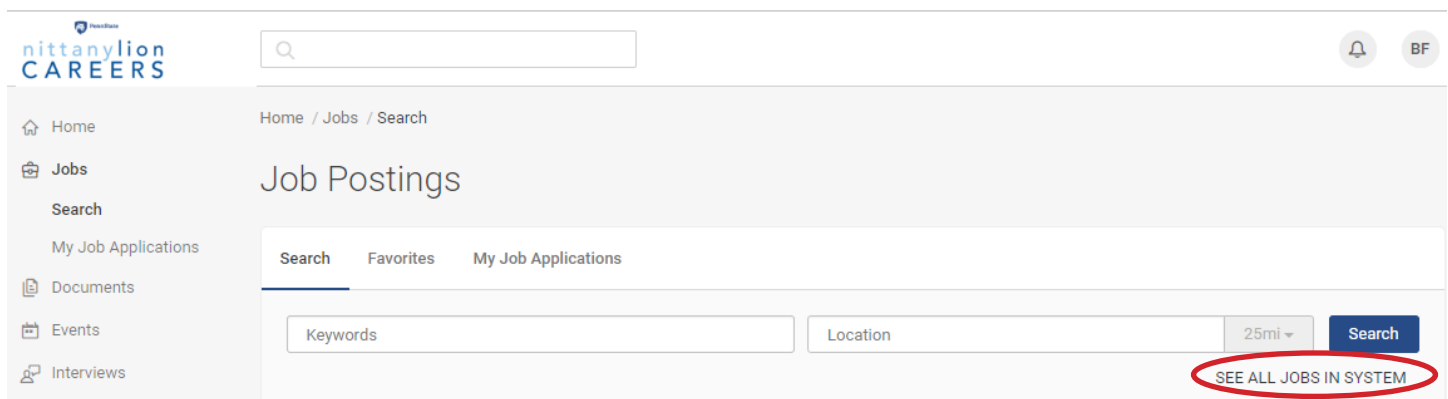 PennState
nittanylion
CAREERS
BF
Home
Jobs
Search
My Job Applications
Documents
Events
Interviews
Home / Jobs / Search
Job Postings
Search Favorites My Job Applications
Keywords Location 25mi Search
SEE ALL JOBS IN SYSTEM